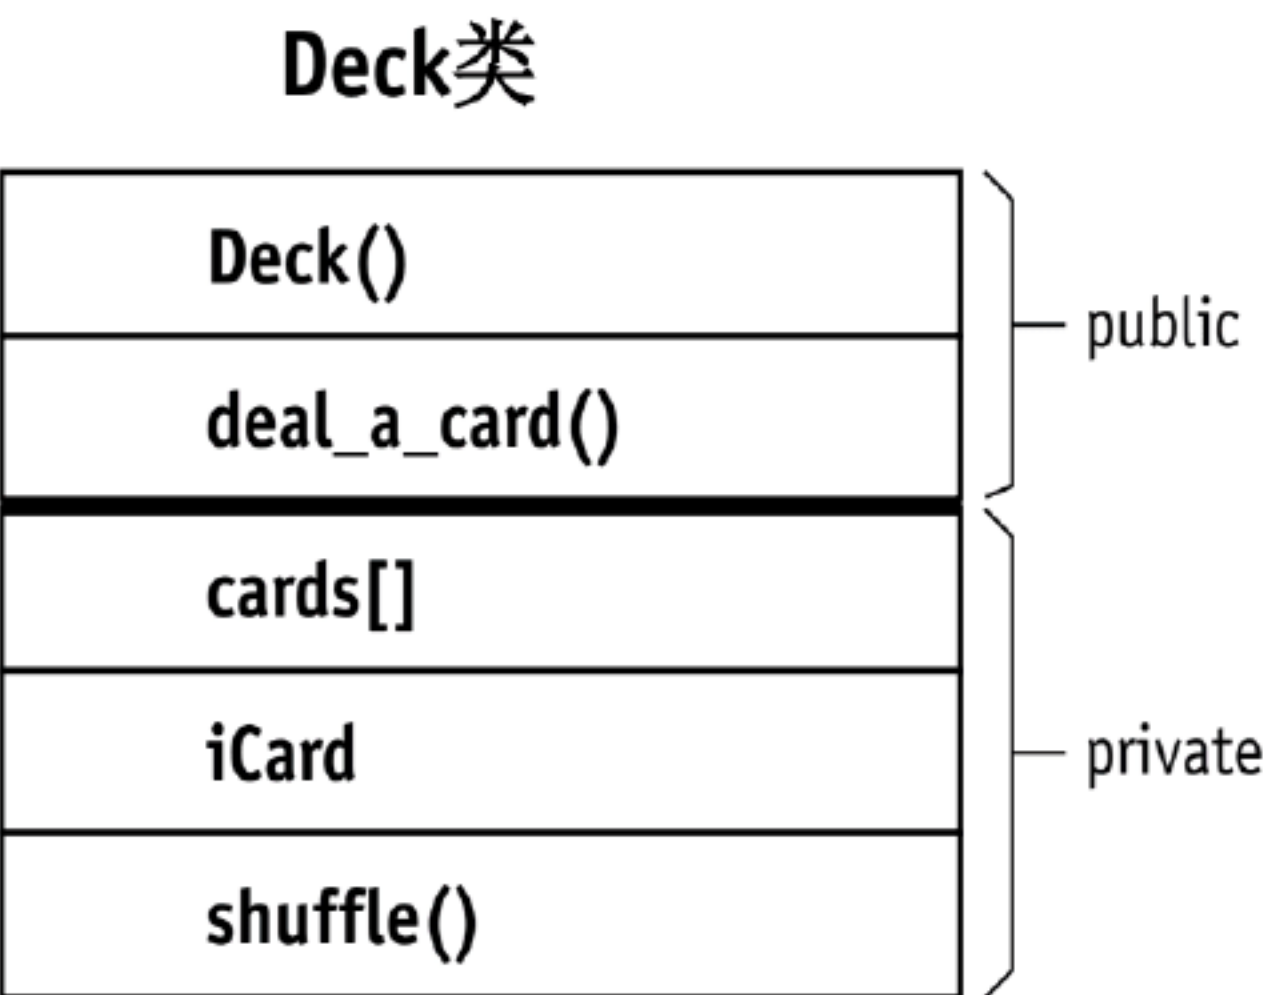 Deck类
Deck()
deal_a_card()
public
cards[]
iCard
private
shuffle()